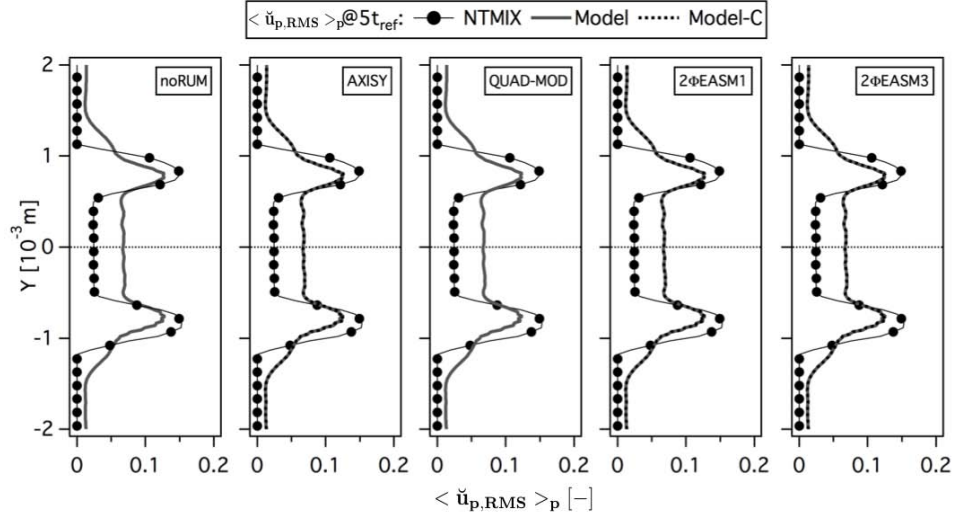 < ŭp,RMS >p@5tref: NTMIX Model Model-C
noRUM AXISY QUAD-MOD 2ΦEASM1 2ΦEASM3
2
1
0
-1
-2
Y [10⁻³m]
0 0.1 0.2 0 0.1 0.2 0 0.1 0.2 0 0.1 0.2 0 0.1 0.2
< ŭp,RMS >p [−]